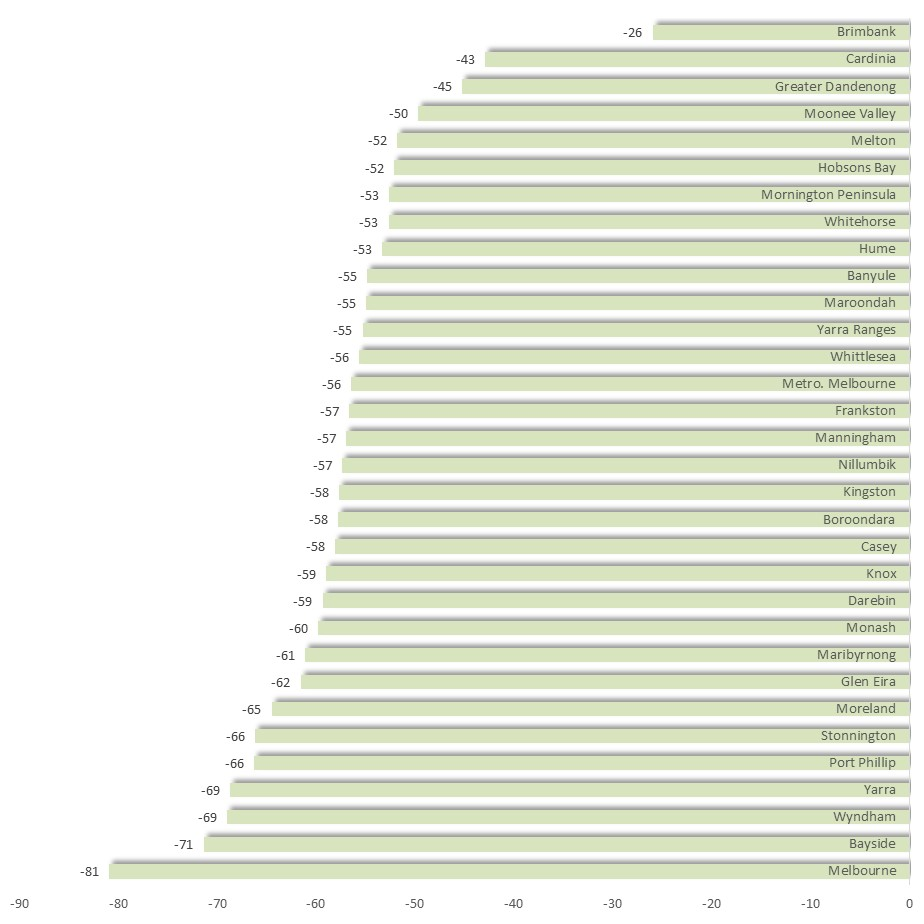 -26 Brimbank
-43 Cardinia
-45 Greater Dandenong
-50 Moonee Valley
-52 Melton
-52 Hobsons Bay
-53 Mornington Peninsula
-53 Whitehorse
-53 Hume
-55 Banyule
-55 Maroondah
-55 Yarra Ranges
-56 Whittlesea
-56 Metro. Melbourne
-57 Frankston
-57 Manningham
-57 Nillumbik
-58 Kingston
-58 Boroondara
-58 Casey
-59 Knox
-59 Darebin
-60 Monash
-61 Maribyrnong
-62 Glen Eira
-65 Moreland
-66 Stonnington
-66 Port Phillip
-69 Yarra
-69 Wyndham
-71 Bayside
-81 Melbourne
-90 -80 -70 -60 -50 -40 -30 -20 -10 0